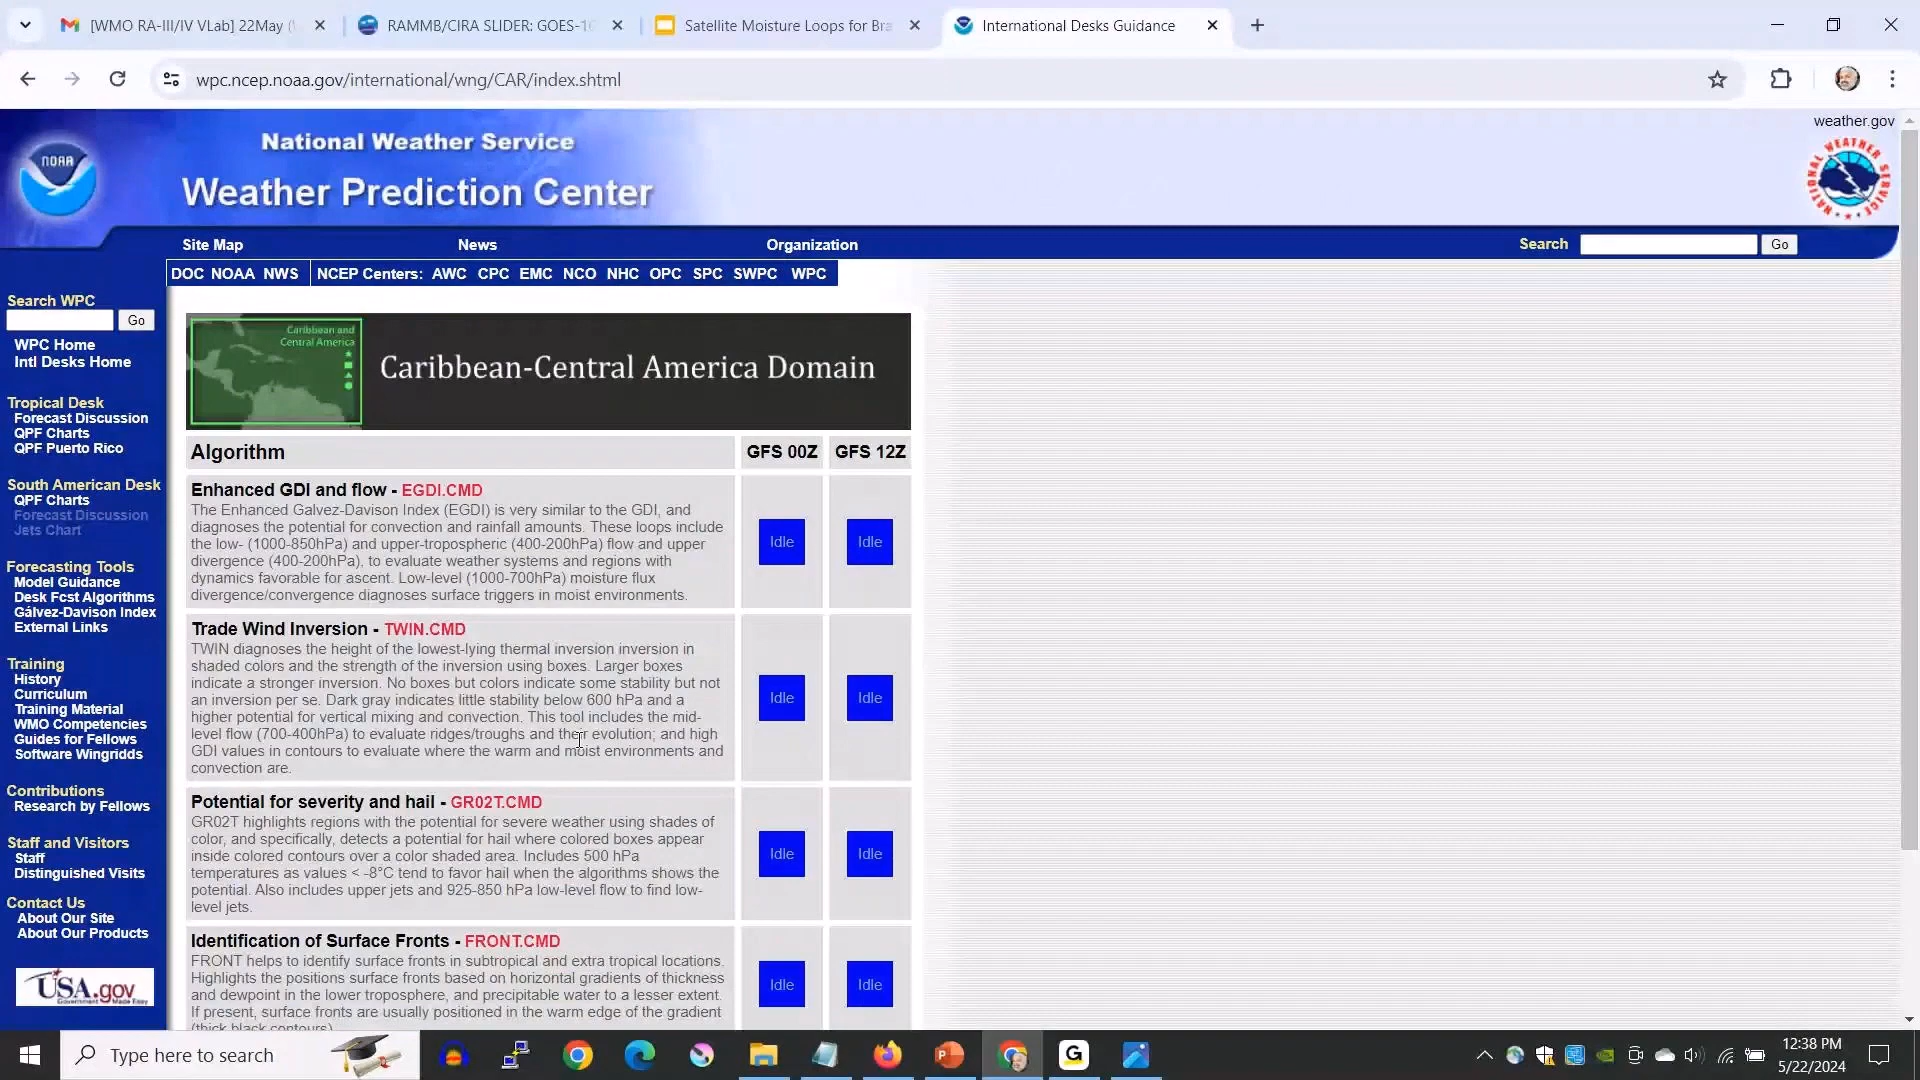 [WMO RA-III/IV VLab] 22May (
RAMMB/CIRA SLIDER: GOES-16
Satellite Moisture Loops for Bra
International Desks Guidance
wpc.ncep.noaa.gov/international/wng/CAR/index.shtml
weather.gov
NOAA
National Weather Service
Weather Prediction Center
Site Map
News
Organization
Search
Go
DOC NOAA NWS
NCEP Centers: AWC CPC EMC NCO NHC OPC SPC SWPC WPC
Search WPC
Go
WPC Home
Intl Desks Home
Tropical Desk
Forecast Discussion
QPF Charts
QPF Puerto Rico
South American Desk
QPF Charts
Forecast Discussion
Jets Chart
Forecasting Tools
Model Guidance
Desk Fcst Algorithms
Gálvez-Davison Index
External Links
Training
History
Curriculum
Training Material
WMO Competencies
Guides for Fellows
Software Wingridds
Contributions
Research by Fellows
Staff and Visitors
Staff
Distinguished Visits
Contact Us
About Our Site
About Our Products
USA.gov
Caribbean and
Central America
Caribbean-Central America Domain
Algorithm
GFS 00Z
GFS 12Z
Enhanced GDI and flow - EGDI.CMD
The Enhanced Galvez-Davison Index (EGDI) is very similar to the GDI, and
diagnoses the potential for convection and rainfall amounts. These loops include
the low- (1000-850hPa) and upper-tropospheric (400-200hPa) flow and upper
divergence (400-200hPa), to evaluate weather systems and regions with
dynamics favorable for ascent. Low-level (1000-700hPa) moisture flux
divergence/convergence diagnoses surface triggers in moist environments.
Idle
Idle
Trade Wind Inversion - TWIN.CMD
TWIN diagnoses the height of the lowest-lying thermal inversion inversion in
shaded colors and the strength of the inversion using boxes. Larger boxes
indicate a stronger inversion. No boxes but colors indicate some stability but not
an inversion per se. Dark gray indicates little stability below 600 hPa and a
higher potential for vertical mixing and convection. This tool includes the mid-
level flow (700-400hPa) to evaluate ridges/troughs and their evolution; and high
GDI values in contours to evaluate where the warm and moist environments and
convection are.
Idle
Idle
Potential for severity and hail - GR02T.CMD
GR02T highlights regions with the potential for severe weather using shades of
color, and specifically, detects a potential for hail where colored boxes appear
inside colored contours over a color shaded area. Includes 500 hPa
temperatures as values < -8°C tend to favor hail when the algorithms shows the
potential. Also includes upper jets and 925-850 hPa low-level flow to find low-
level jets.
Idle
Idle
Identification of Surface Fronts - FRONT.CMD
FRONT helps to identify surface fronts in subtropical and extra tropical locations.
Highlights the positions surface fronts based on horizontal gradients of thickness
and dewpoint in the lower troposphere, and precipitable water to a lesser extent.
If present, surface fronts are usually positioned in the warm edge of the gradient
(thick black contours)
Idle
Idle
Type here to search
12:38 PM
5/22/2024